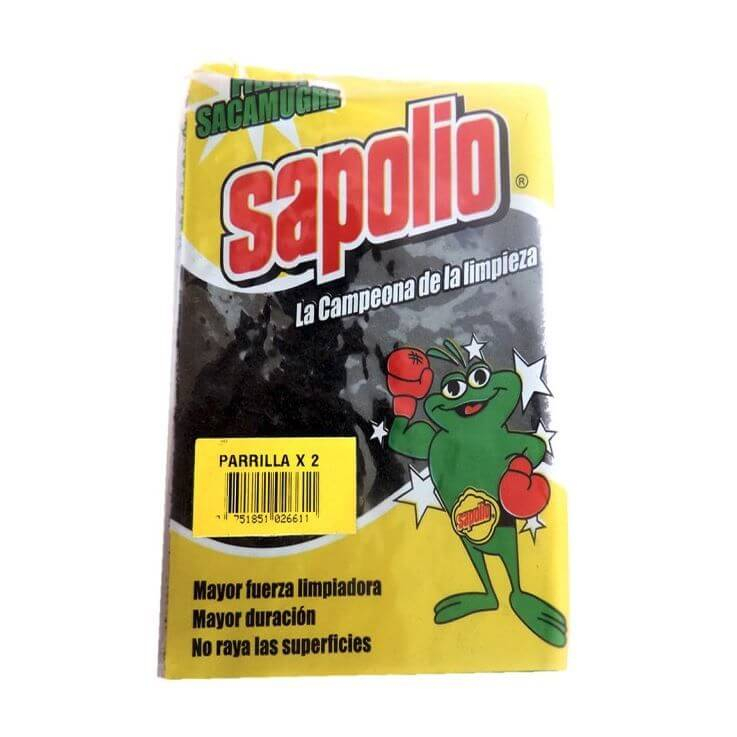 SACAMUGRE
sapolio ®
La Campeona de la limpieza
PARRILLA X 2
751851 026611
sapolio
Mayor fuerza limpiadora
Mayor duración
No raya las superficies